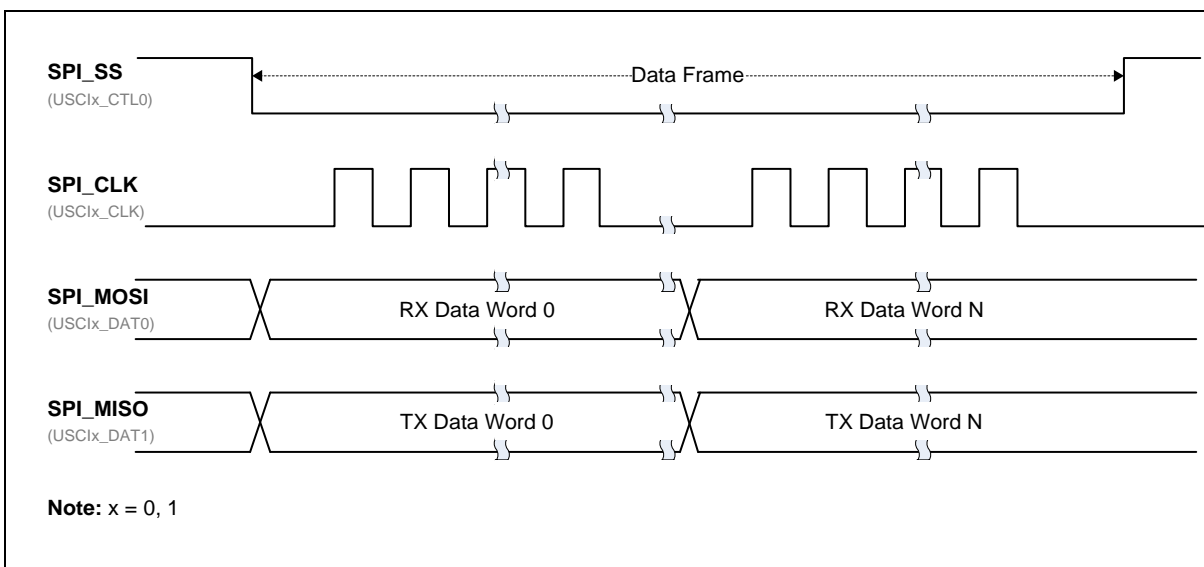 SPI_SS
(USCIx_CTL0)
Data Frame
SPI_CLK
(USCIx_CLK)
SPI_MOSI
(USCIx_DAT0)
RX Data Word 0
RX Data Word N
SPI_MISO
(USCIx_DAT1)
TX Data Word 0
TX Data Word N
Note: x = 0, 1